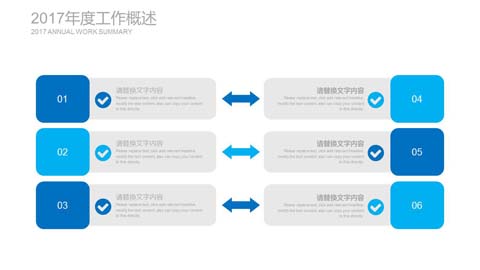 2017年度工作概述
2017 ANNUAL WORK SUMMARY
01
请替换文字内容
Please replace text, click add relevant headline,
modify the text content, also can copy your content
to this directly.
请替换文字内容
Please replace text, click add relevant headline,
modify the text content, also can copy your content
to this directly.
04
02
请替换文字内容
Please replace text, click add relevant headline,
modify the text content, also can copy your content
to this directly.
请替换文字内容
Please replace text, click add relevant headline,
modify the text content, also can copy your content
to this directly.
05
03
请替换文字内容
Please replace text, click add relevant headline,
modify the text content, also can copy your content
to this directly.
请替换文字内容
Please replace text, click add relevant headline,
modify the text content, also can copy your content
to this directly.
06